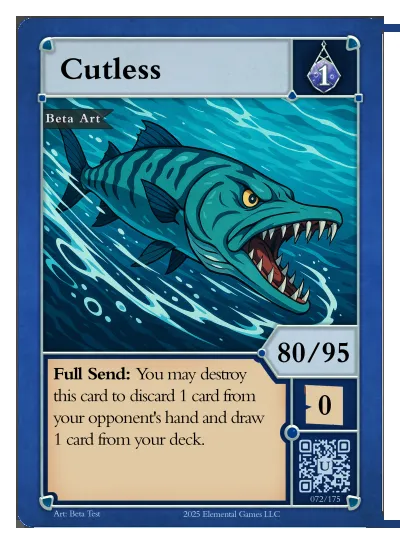 Cutless
1
Beta Art
80/95
Full Send: You may destroy
this card to discard 1 card from
your opponent's hand and draw
1 card from your deck.
0
U
072/175
Art: Beta Test
2025 Elemental Games LLC